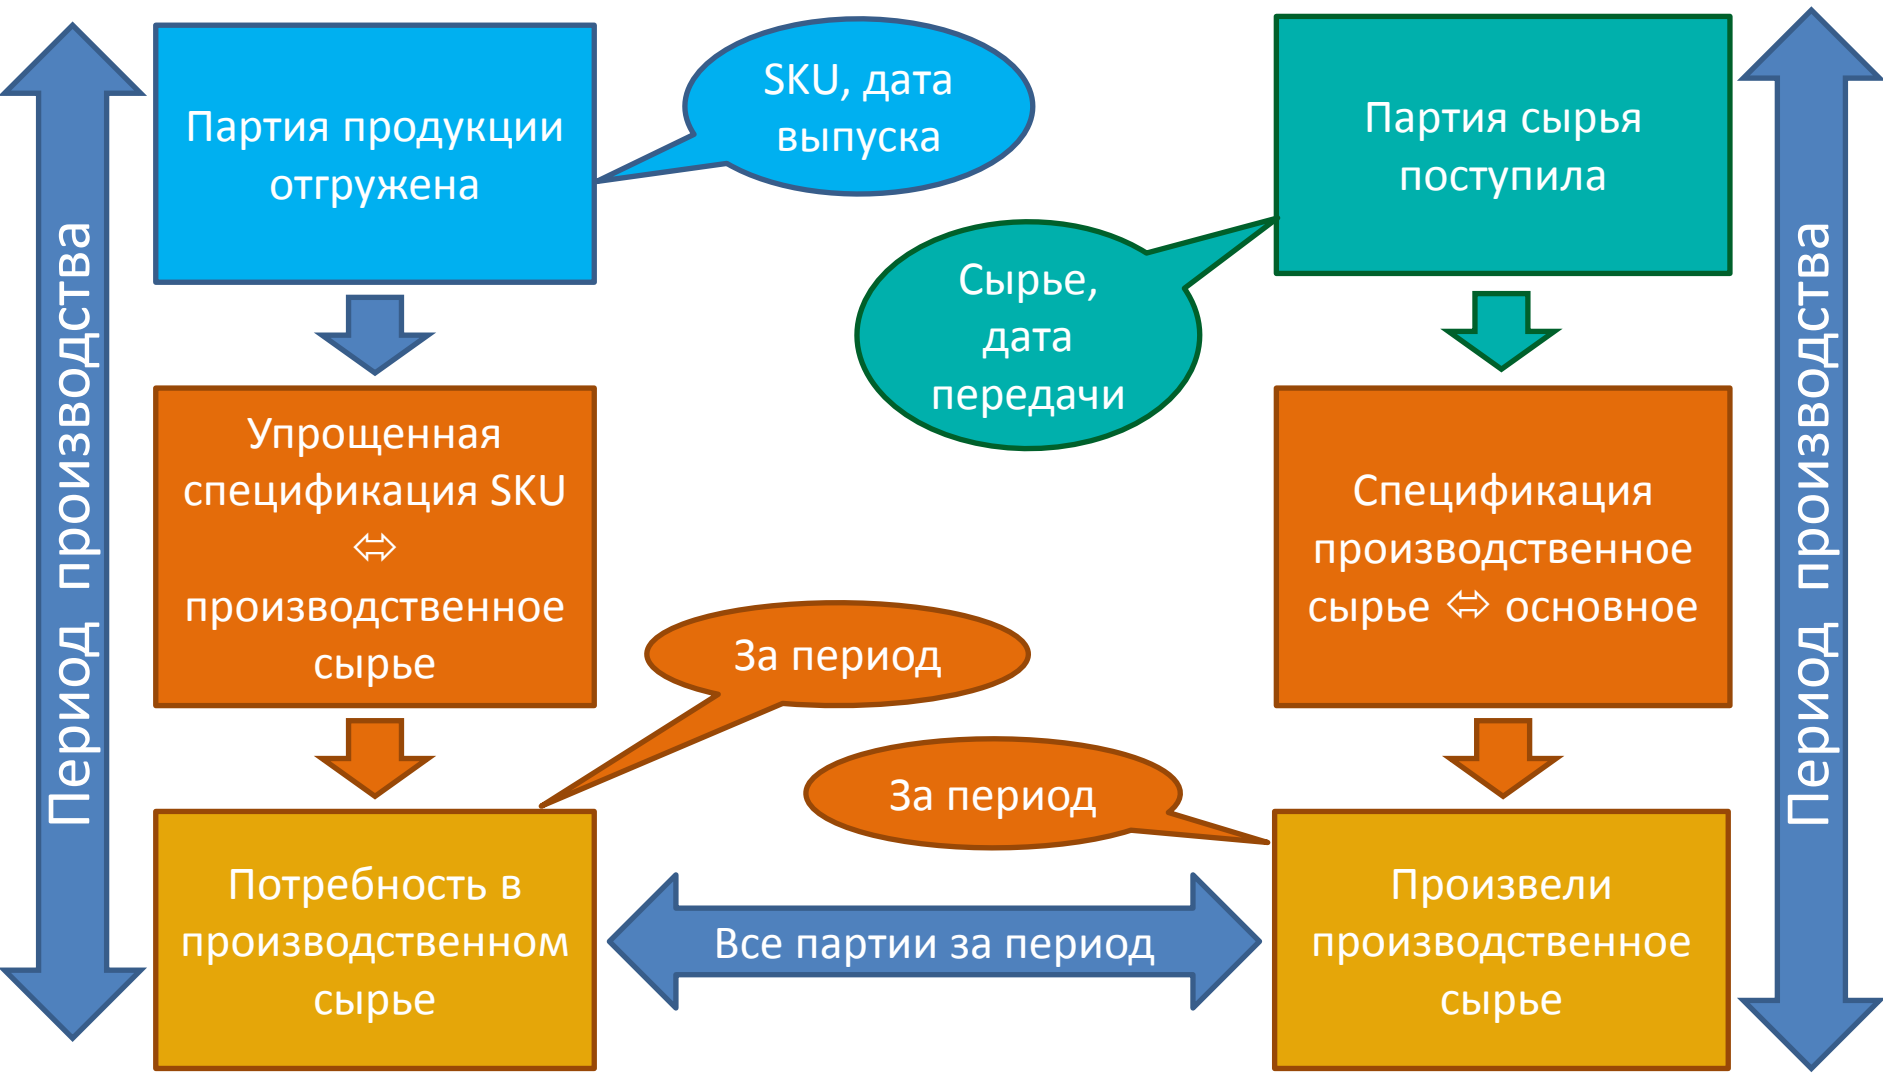 Период производства
Партия продукции
отгружена
SKU, дата
выпуска
Упрощенная
спецификация SKU
⬄
производственное
сырье
За период
Потребность в
производственном
сырье
Все партии за период
Партия сырья
поступила
Сырье,
дата
передачи
Спецификация
производственное
сырье ⬄ основное
За период
Произвели
производственное
сырье
Период производства